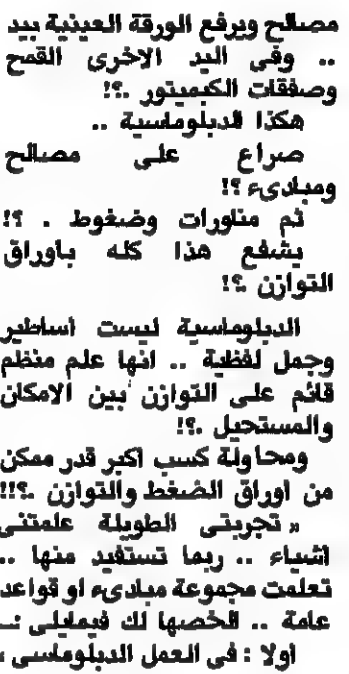 مصالح ويرفع الورقة الصينية بيد
.. وفى اليد الاخرى القمح
وصفقات الكمبيتور .؟!
هكذا الدبلوماسية ..
صراع على مصالح
ومبادىء ؟!
ثم مناورات وضغوط . ؟!
يشفع هذا كله باوراق
التوازن .؟!
الدبلوماسية ليست اساطير
وجمل لفظية .. انها علم منظم
قائم على التوازن بين الامكان
والمستحيل .؟!
ومحاولة كسب اكبر قدر ممكن
من اوراق الضغط والتوازن .؟!!
« تجربتى الطويلة علمتنى
اشياء .. ربما تستفيد منها ..
تعلمت مجموعة مبادىء او قواعد
عامة .. الخصها لك فيمايلى :ـ
اولا : فى العمل الدبلوماسى ،